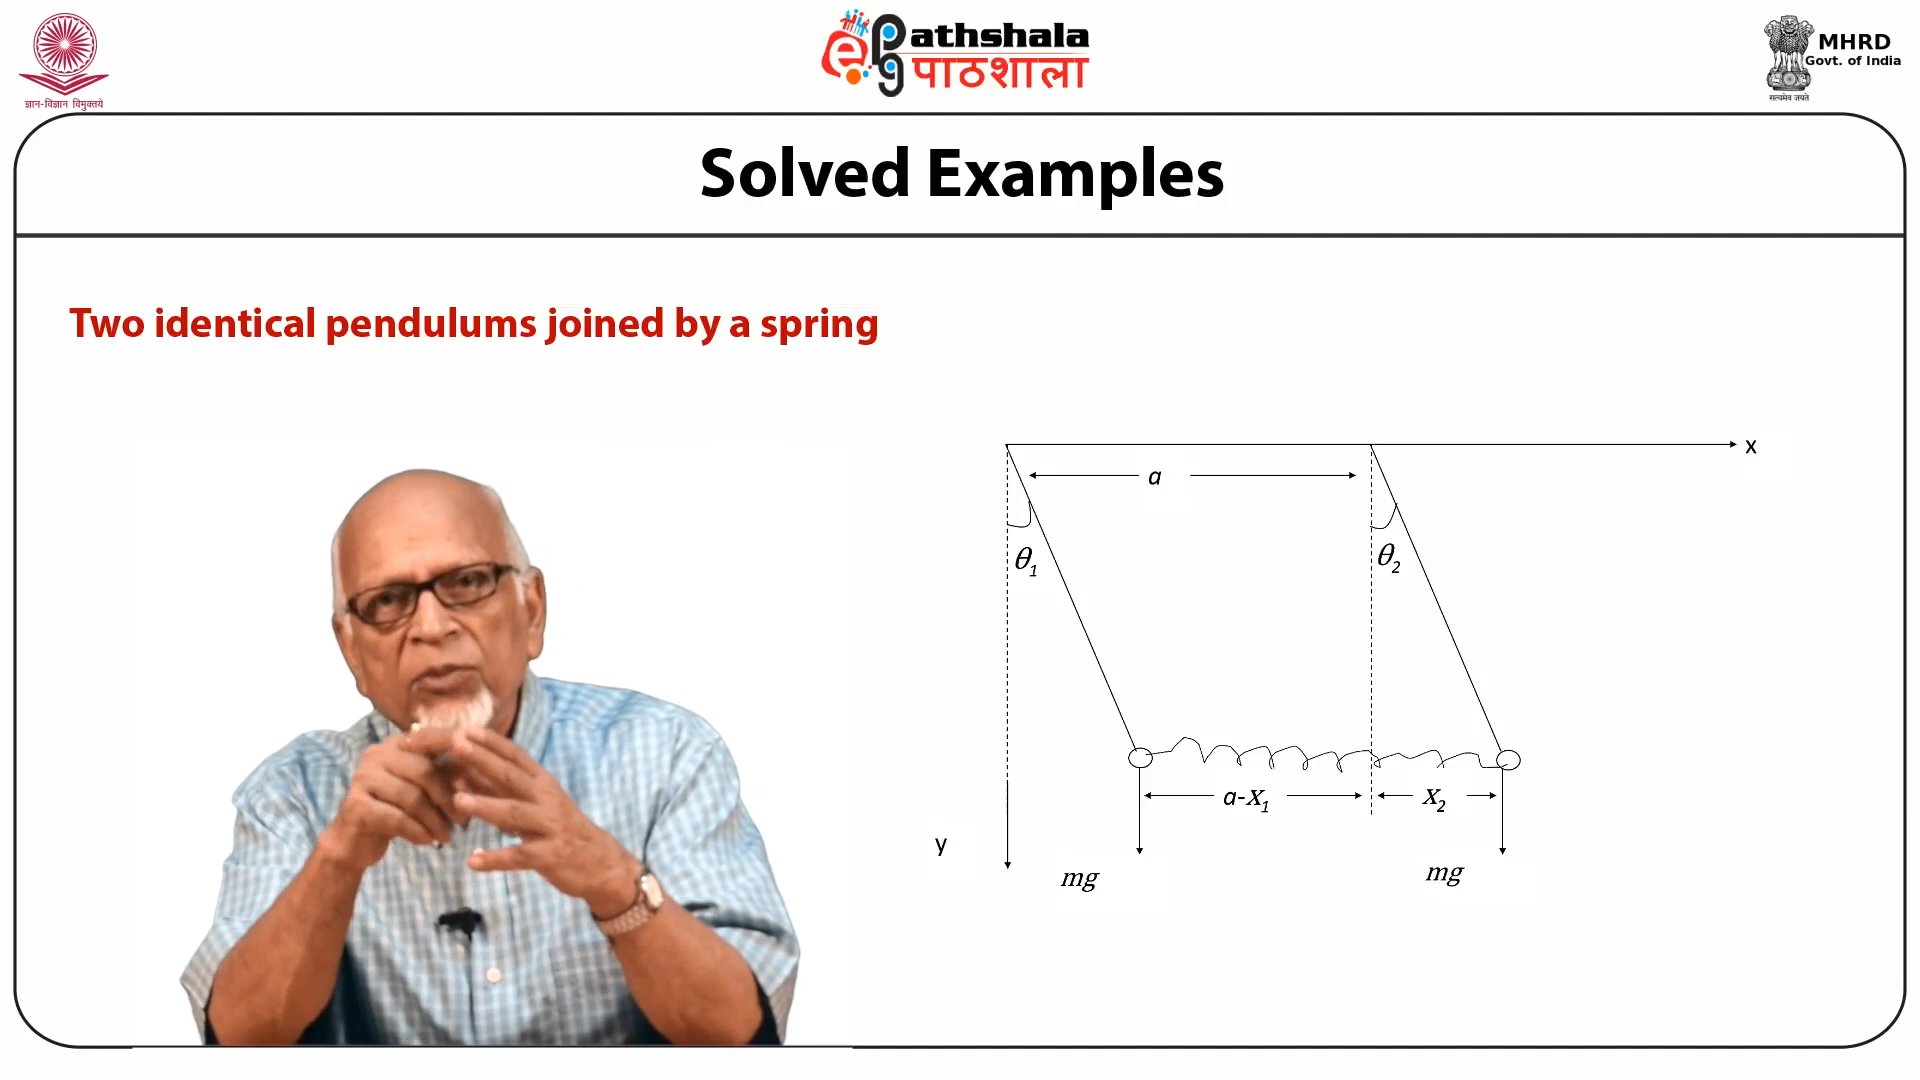 ज्ञान-विज्ञान विमुक्तये
ePathshala
पाठशाला
MHRD
Govt. of India
सत्यमेव जयते
Solved Examples
Two identical pendulums joined by a spring
x
a
θ₁
θ₂
a-x₁
x₂
y
mg
mg